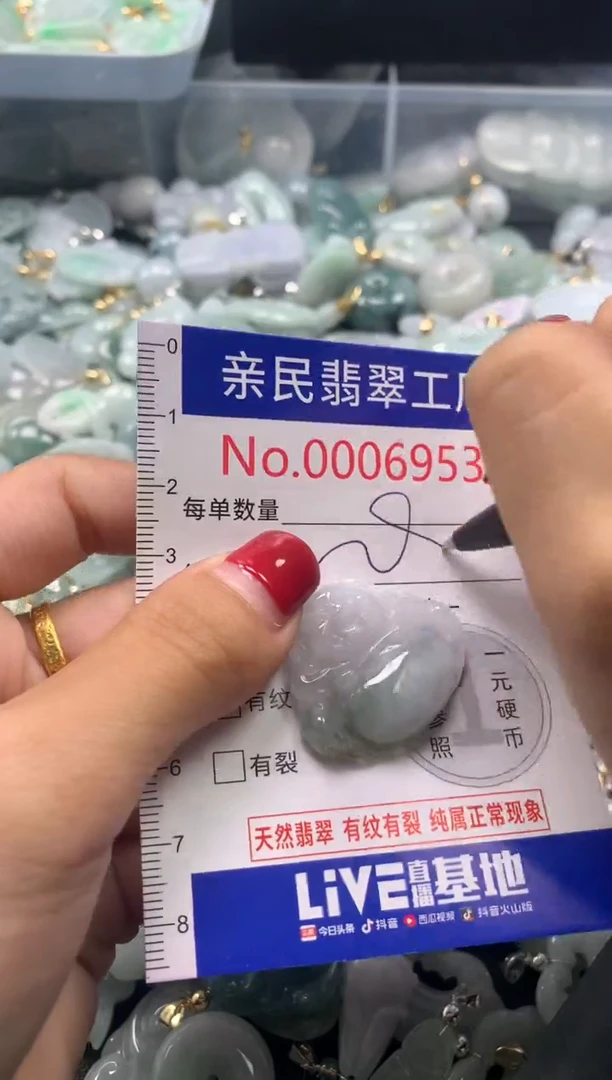 0
1
2
3
6
7
8
亲民翡翠工
No.0006953
每单数量
有纹
有裂
一元硬币
参照
天然翡翠 有纹有裂 纯属正常现象
LiVE直播基地
今日头条 抖音 西瓜视频 抖音火山版